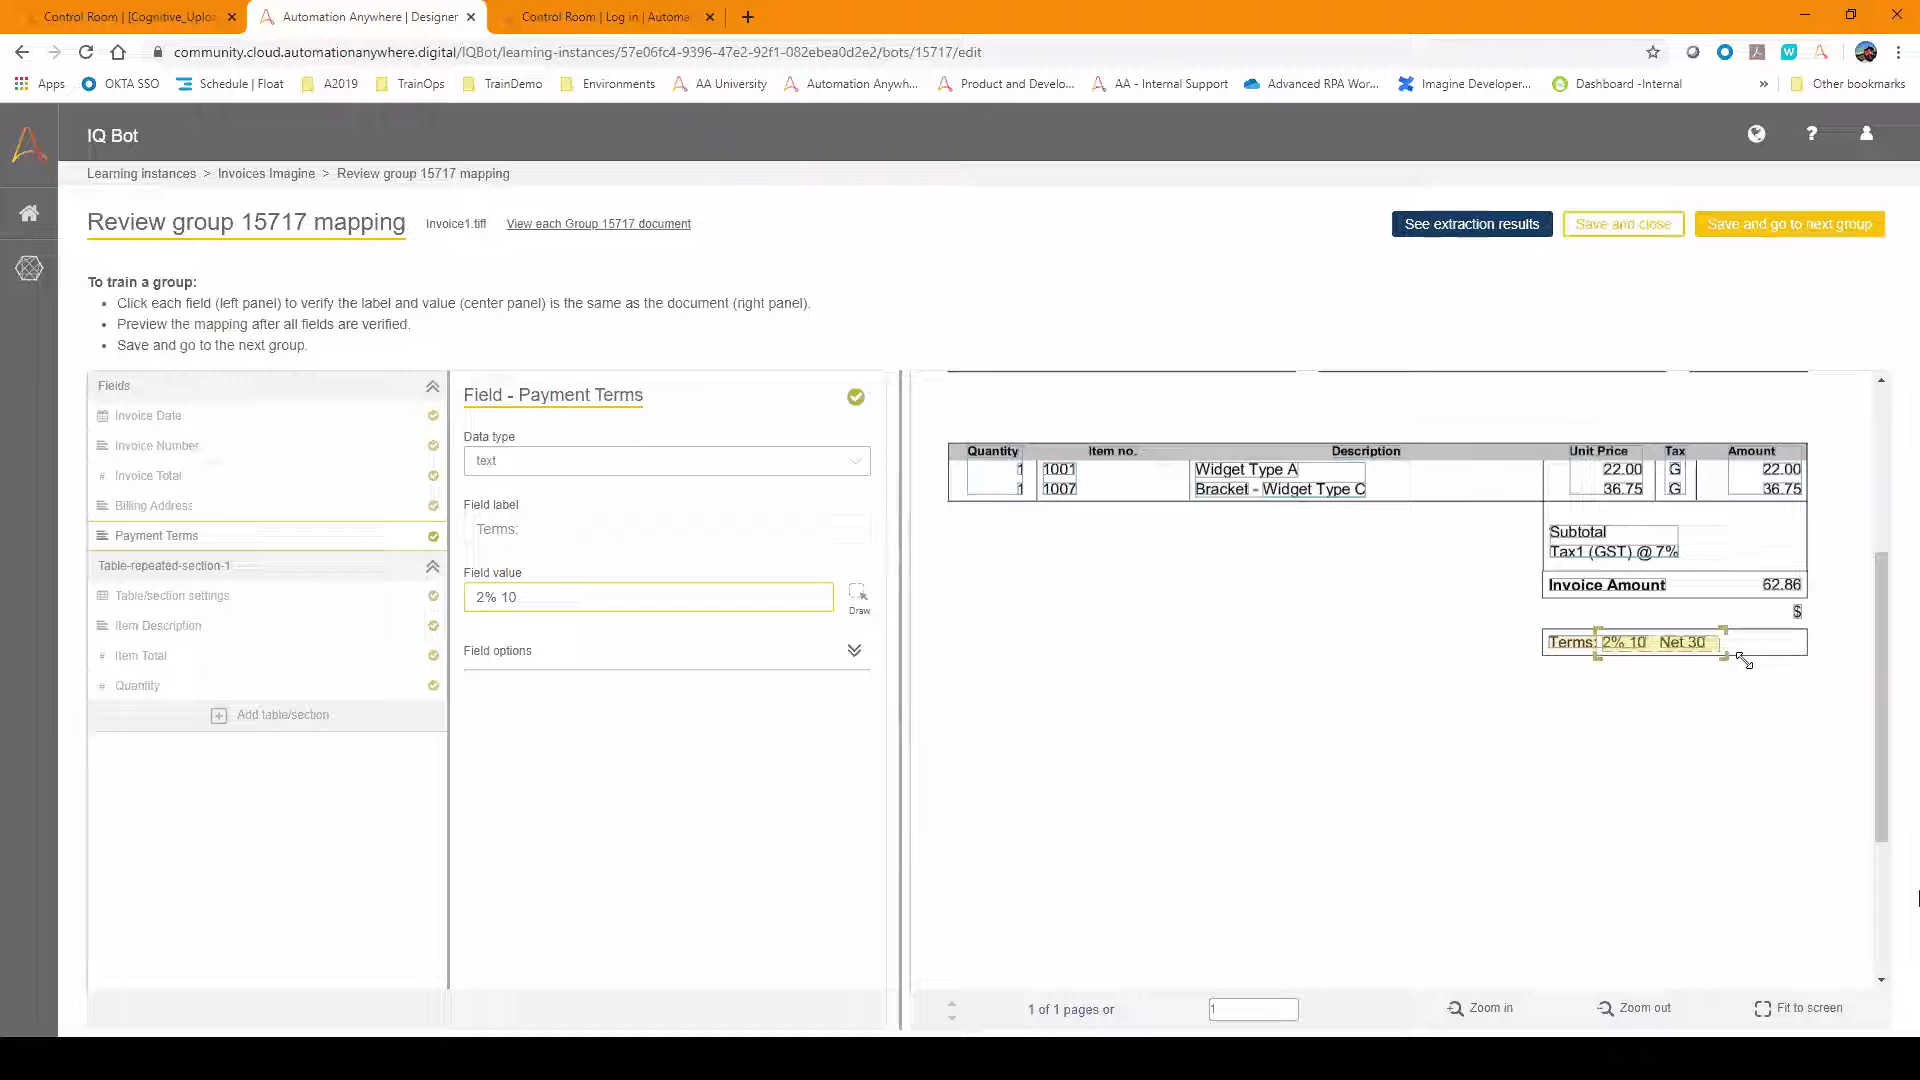 Control Room | [Cognitive_Uploa
Automation Anywhere | Designer
Control Room | Log in | Automa
community.cloud.automationanywhere.digital/IQBot/learning-instances/57e06fc4-9396-47e2-92f1-082ebea0d2e2/bots/15717/edit
Apps OKTA SSO Schedule | Float A2019 TrainOps TrainDemo Environments AA University Automation Anywh... Product and Develo... AA - Internal Support Advanced RPA Wor... Imagine Developer... Dashboard -Internal » Other bookmarks
IQ Bot
Learning instances > Invoices Imagine > Review group 15717 mapping
Review group 15717 mapping Invoice1.tiff View each Group 15717 document See extraction results Save and close Save and go to next group
To train a group:
• Click each field (left panel) to verify the label and value (center panel) is the same as the document (right panel).
• Preview the mapping after all fields are verified.
• Save and go to the next group.
Fields
Invoice Date
Invoice Number
# Invoice Total
Billing Address
Payment Terms
Table-repeated-section-1
Table/section settings
Item Description
# Item Total
# Quantity
+ Add table/section
Field - Payment Terms
Data type
text
Field label
Terms:
Field value
2% 10
Draw
Field options
Quantity Item no. Description Unit Price Tax Amount
1 1001 Widget Type A 22.00 G 22.00
1 1007 Bracket - Widget Type C 36.75 G 36.75
Subtotal
Tax1 (GST) @ 7%
Invoice Amount 62.86
$
Terms: 2% 10 Net 30
1 of 1 pages or 1 Zoom in Zoom out Fit to screen